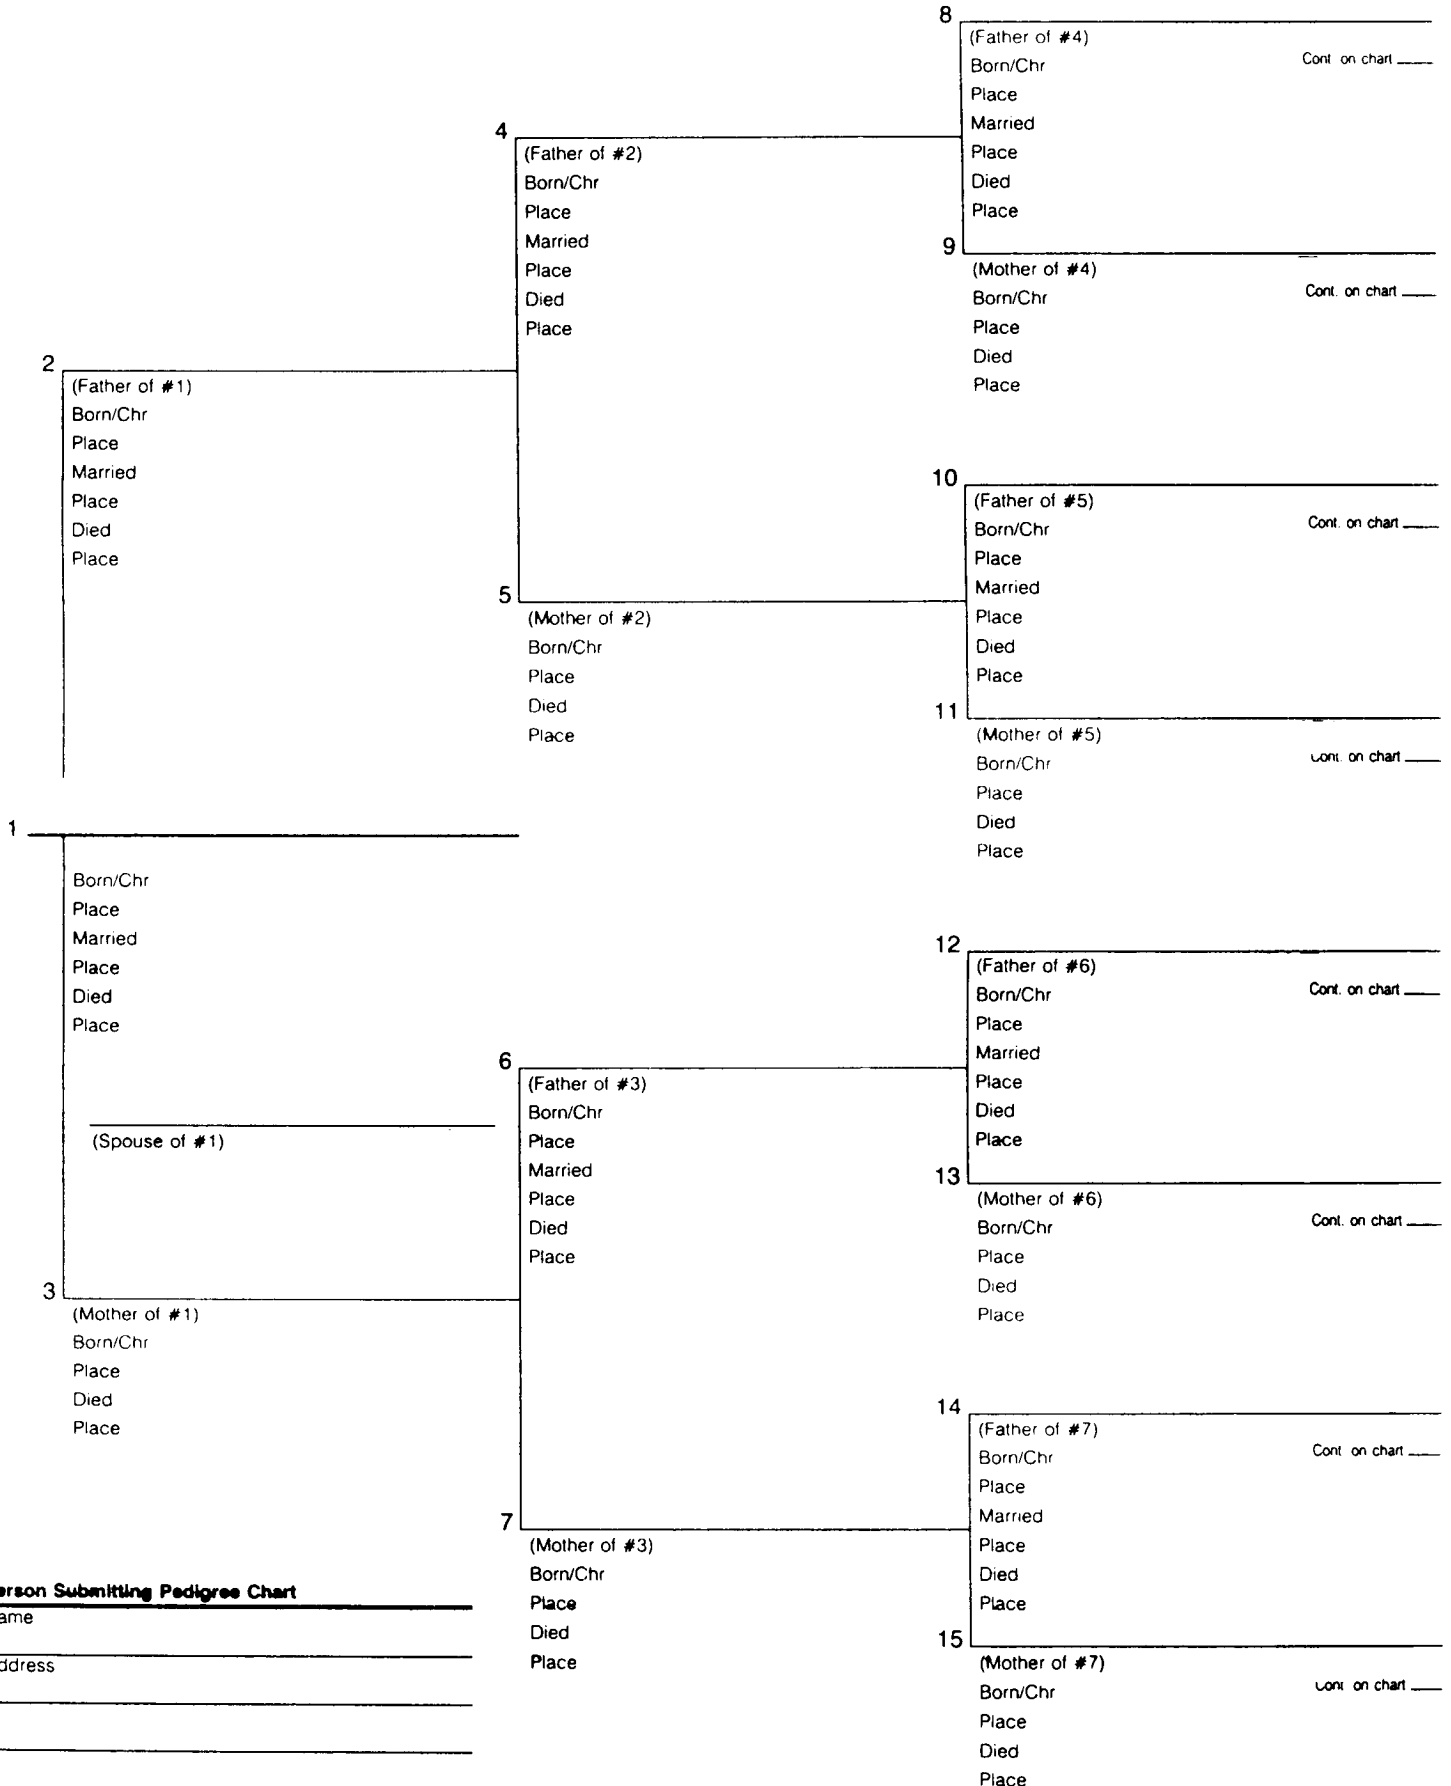 8
(Father of #4)
Cont on chart
Born/Chr
Place
Married
Place
Died
Place
9
(Mother of #4)
Cont. on chart
Born/Chr
Place
Died
Place
4
(Father of #2)
Born/Chr
Place
Married
Place
Died
Place
2
(Father of #1)
Born/Chr
Place
Married
Place
Died
Place
10
(Father of #5)
Cont. on chart
Born/Chr
Place
Married
Place
Died
Place
5
(Mother of #2)
Born/Chr
Place
Died
Place
11
(Mother of #5)
Cont. on chart
Born/Chr
Place
Died
Place
1
Born/Chr
Place
Married
Place
Died
Place
(Spouse of #1)
12
(Father of #6)
Cont. on chart
Born/Chr
Place
Married
Place
Died
Place
6
(Father of #3)
Born/Chr
Place
Married
Place
Died
Place
13
(Mother of #6)
Cont. on chart
Born/Chr
Place
Died
Place
3
(Mother of #1)
Born/Chr
Place
Died
Place
14
(Father of #7)
Cont on chart
Born/Chr
Place
Married
Place
Died
Place
7
(Mother of #3)
Born/Chr
Place
Died
Place
15
(Mother of #7)
Cont on chart
Born/Chr
Place
Died
Place
erson Submitting Pedigree Chart
ame
ddress